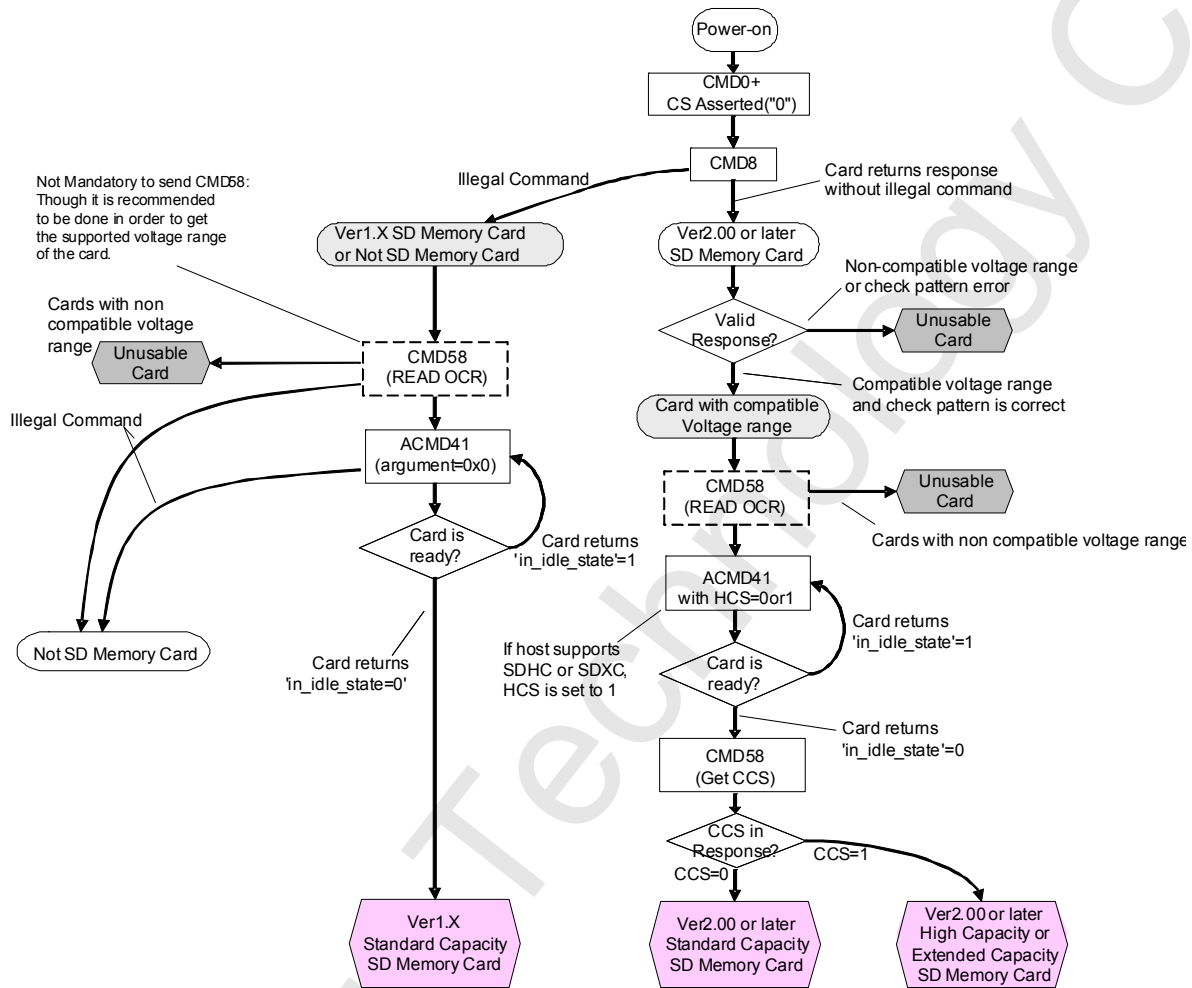 Power-on
CMD0+
CS Asserted("0")
CMD8
Illegal Command
Card returns response
without illegal command
Not Mandatory to send CMD58:
Though it is recommended
to be done in order to get
the supported voltage range
of the card.
Ver1.X SD Memory Card
or Not SD Memory Card
Ver2.00 or later
SD Memory Card
Non-compatible voltage range
or check pattern error
Cards with non
compatible voltage
range
Unusable
Card
CMD58
(READ OCR)
Valid
Response?
Unusable
Card
Compatible voltage range
and check pattern is correct
Card with compatible
Voltage range
Illegal Command
ACMD41
(argument=0x0)
CMD58
(READ OCR)
Unusable
Card
Cards with non compatible voltage range
Card is
ready?
Card returns
'in_idle_state'=1
ACMD41
with HCS=0or1
Card returns
'in_idle_state'=1
If host supports
SDHC or SDXC,
HCS is set to 1
Card is
ready?
Not SD Memory Card
Card returns
'in_idle_state=0'
Card returns
'in_idle_state'=0
CMD58
(Get CCS)
CCS in
Response?
CCS=0
CCS=1
Ver1.X
Standard Capacity
SD Memory Card
Ver2.00 or later
Standard Capacity
SD Memory Card
Ver2.00 or later
High Capacity or
Extended Capacity
SD Memory Card
Technology C